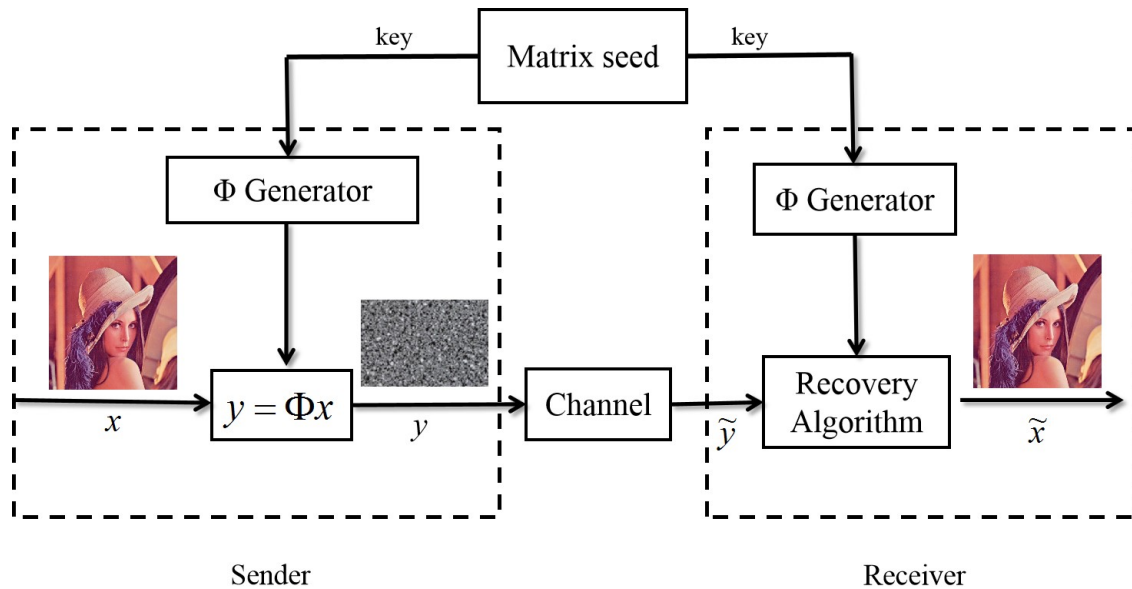 key
Matrix seed
key
Φ Generator
Φ Generator
x
y = Φx
y
Channel
ỹ
Recovery
Algorithm
x̃
Sender
Receiver